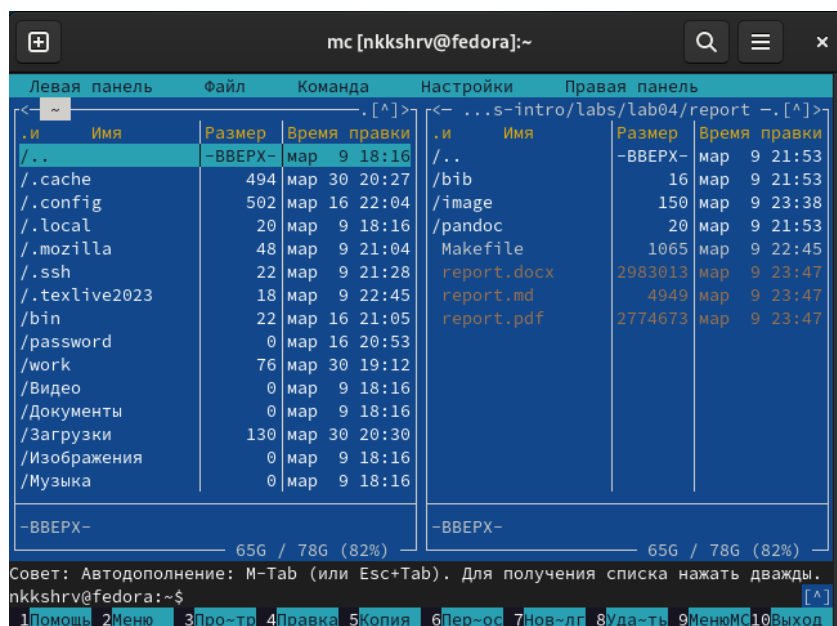 mc [nkkshrv@fedora]:~
Левая панель Файл Команда Настройки Правая панель
<— ~ .[^]> <— ...s-intro/labs/lab04/report —.[^]>
.и Имя Размер Время правки .и Имя Размер Время правки
/.. -ВВЕРХ- мар 9 18:16 /.. -ВВЕРХ- мар 9 21:53
/.cache 494 мар 30 20:27 /bib 16 мар 9 21:53
/.config 502 мар 16 22:04 /image 150 мар 9 23:38
/.local 20 мар 9 18:16 /pandoc 20 мар 9 21:53
/.mozilla 48 мар 9 21:04 Makefile 1065 мар 9 22:45
/.ssh 22 мар 9 21:28 report.docx 2983013 мар 9 23:47
/.texlive2023 18 мар 9 22:45 report.md 4949 мар 9 23:47
/bin 22 мар 16 21:05 report.pdf 2774673 мар 9 23:47
/password 0 мар 16 20:53
/work 76 мар 30 19:12
/Видео 0 мар 9 18:16
/Документы 0 мар 9 18:16
/Загрузки 130 мар 30 20:30
/Изображения 0 мар 9 18:16
/Музыка 0 мар 9 18:16
-ВВЕРХ- -ВВЕРХ-
65G / 78G (82%) 65G / 78G (82%)
Совет: Автодополнение: M-Tab (или Esc+Tab). Для получения списка нажать дважды.
nkkshrv@fedora:~$ [^]
1Помощь 2Меню 3Про~тр 4Правка 5Копия 6Пер~ос 7Нов~лг 8Уда~ть 9МенюMC 10Выход